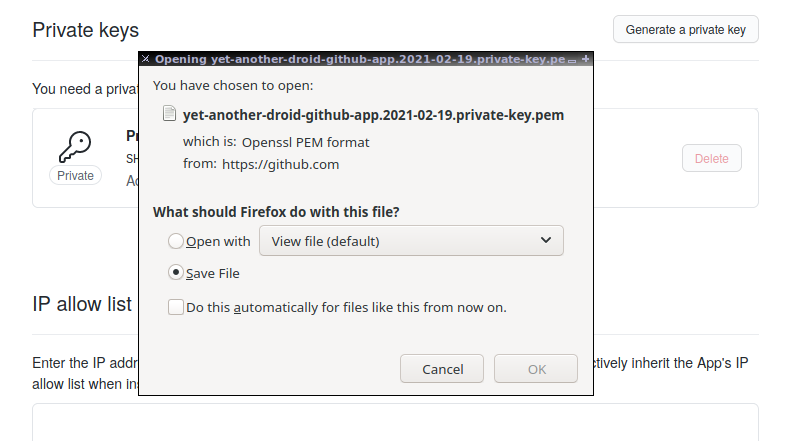 Private keys
Generate a private key
Opening yet-another-droid-github-app.2021-02-19.private-key.pe
You need a privat
You have chosen to open:
yet-another-droid-github-app.2021-02-19.private-key.pem
which is: Openssl PEM format
from: https://github.com
Private
Delete
What should Firefox do with this file?
Open with
View file (default)
Save File
Do this automatically for files like this from now on.
IP allow list
Enter the IP addr
ctively inherit the App's IP
allow list when ins
Cancel
OK